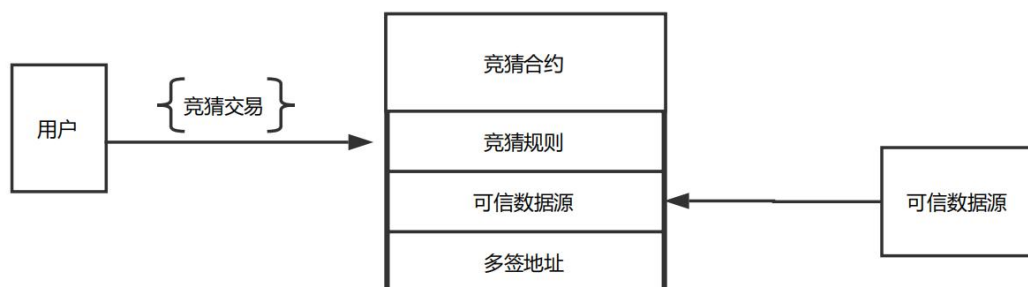 用户
{竞猜交易}
竞猜合约
竞猜规则
可信数据源
多签地址
可信数据源